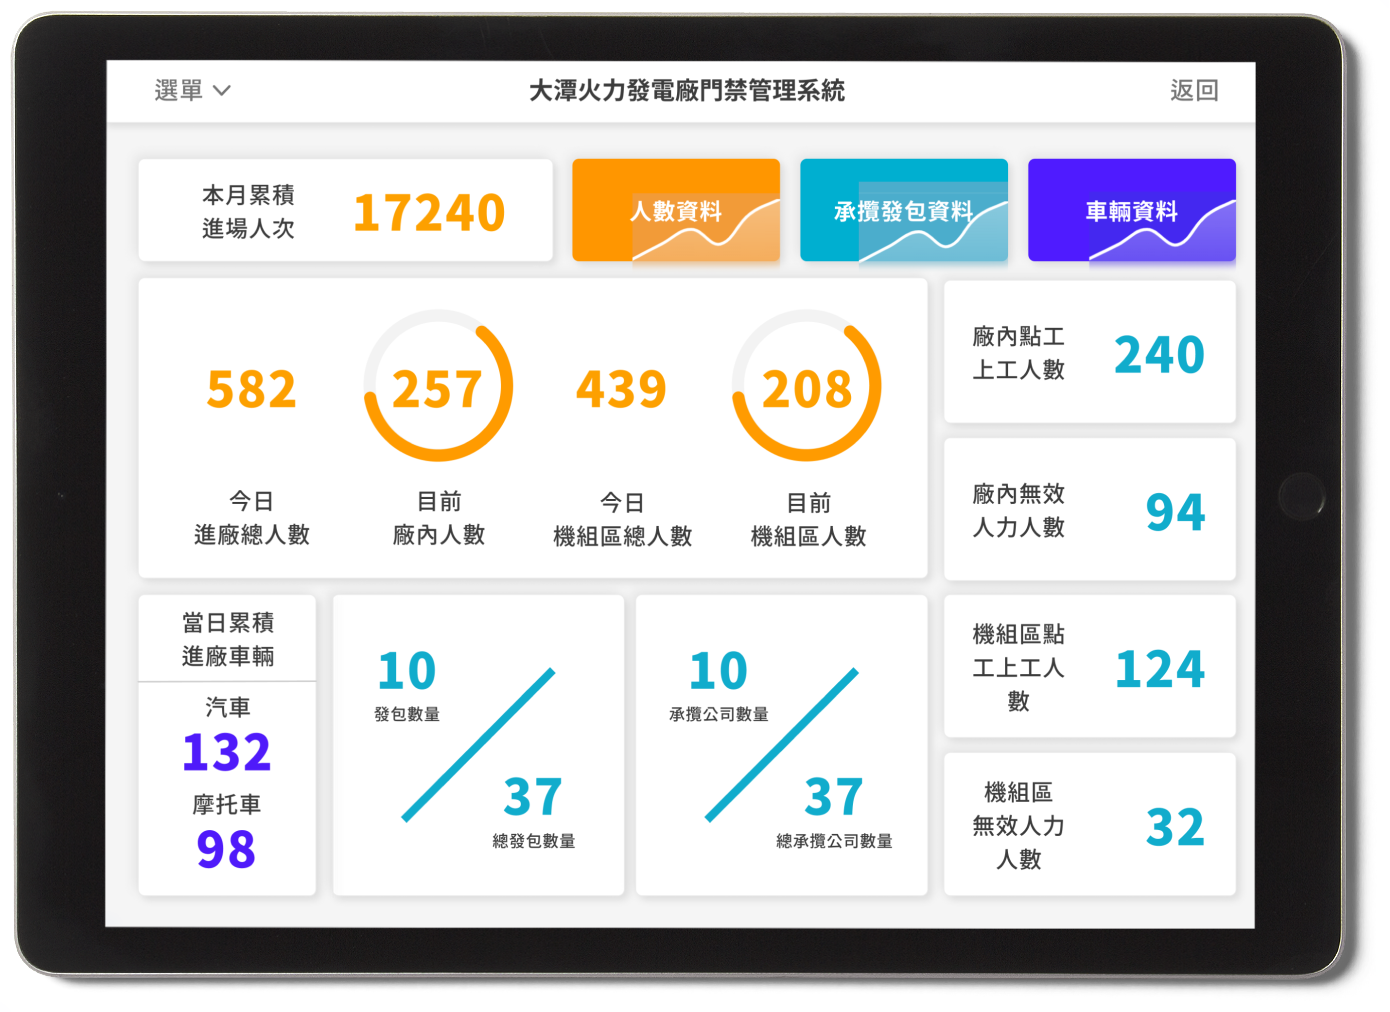 選單
大潭火力發電廠門禁管理系統
返回
本月累積
進場人次
17240
人數資料
承攬發包資料
車輛資料
582
今日
進廠總人數
257
目前
廠內人數
439
今日
機組區總人數
208
目前
機組區人數
廠內點工
上工人數
240
廠內無效
人力人數
94
當日累積
進廠車輛
汽車
132
摩托車
98
10
發包數量
37
總發包數量
10
承攬公司數量
37
總承攬公司數量
機組區點
工上工人
數
124
機組區
無效人力
人數
32